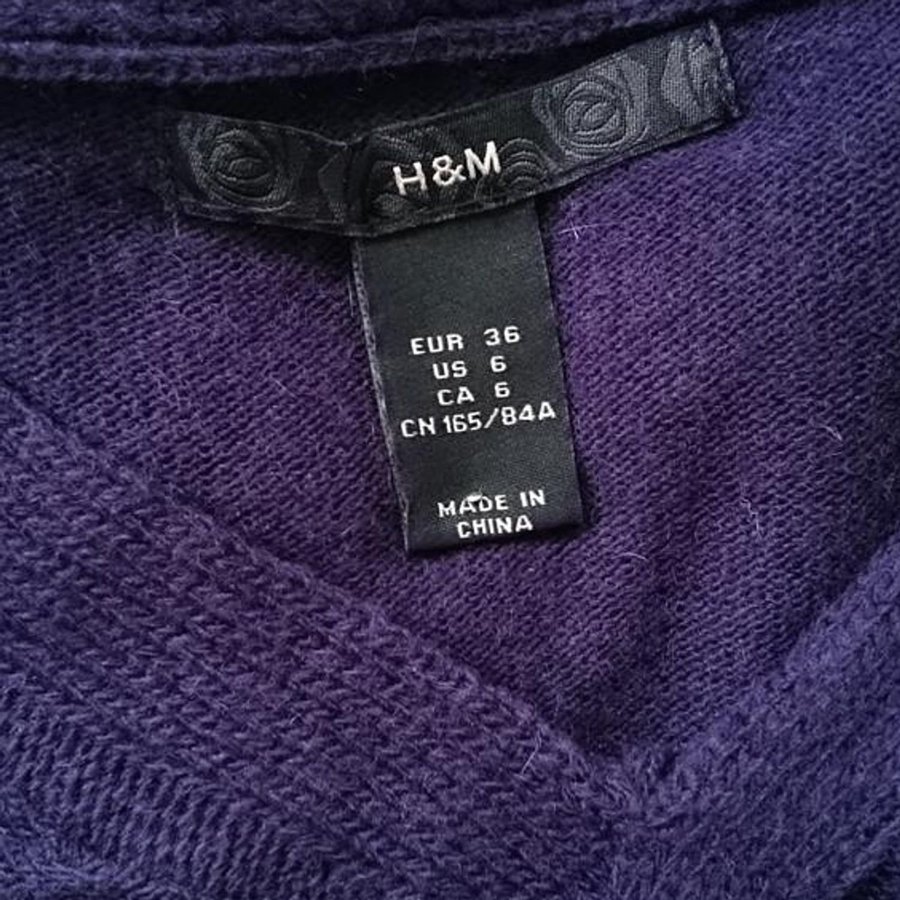 H&M
EUR 36
US 6
CA 6
CN 165/84A
MADE IN
CHINA